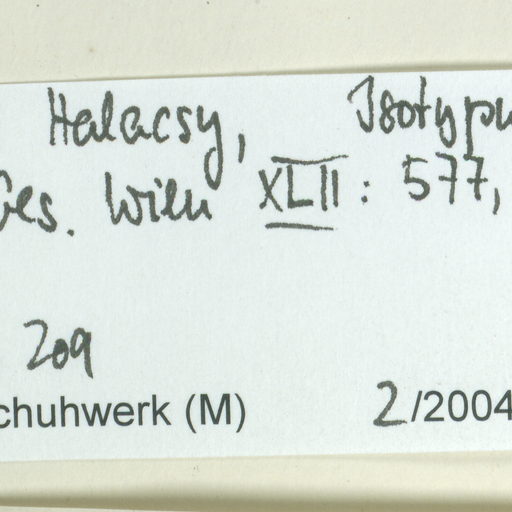 Halacsy, Isotypu
Ges. Wien XLII: 577,
209
chuhwerk (M) 2/2004